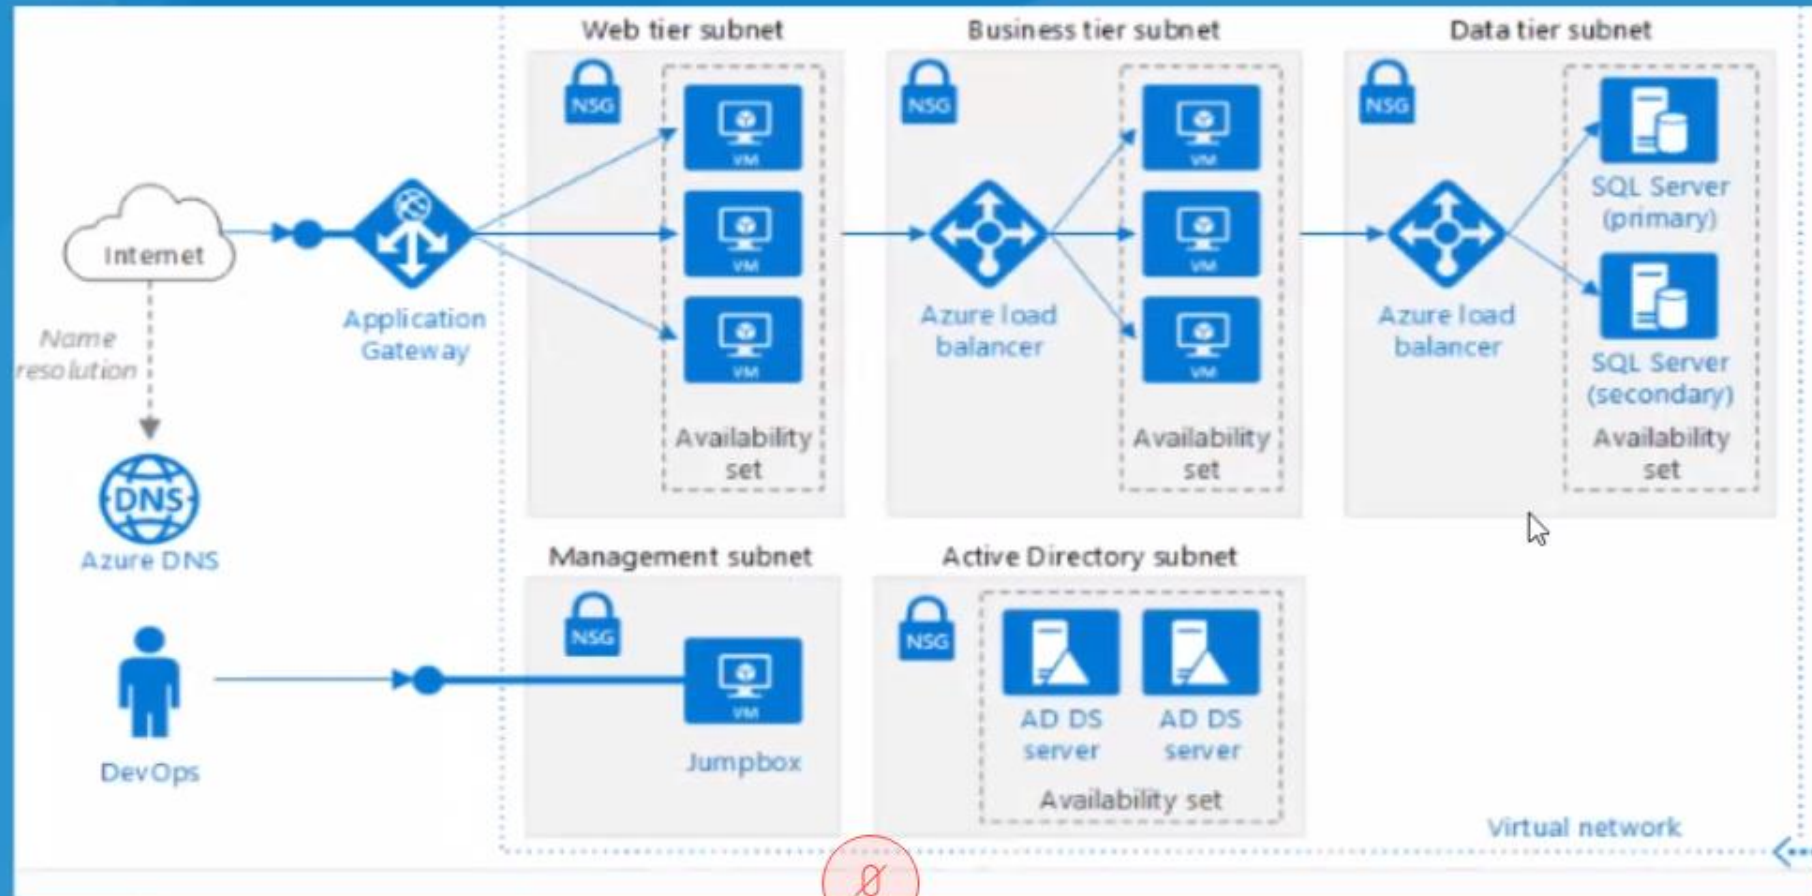 Web tier subnet
Business tier subnet
Data tier subnet
NSG
VM
VM
VM
Availability
set
NSG
Azure load
balancer
VM
VM
VM
Availability
set
NSG
Azure load
balancer
SQL Server
(primary)
SQL Server
(secondary)
Availability
set
Internet
Application
Gateway
Name
resolution
DNS
Azure DNS
DevOps
Management subnet
NSG
VM
Jumpbox
Active Directory subnet
NSG
AD DS
server
AD DS
server
Availability set
Virtual network